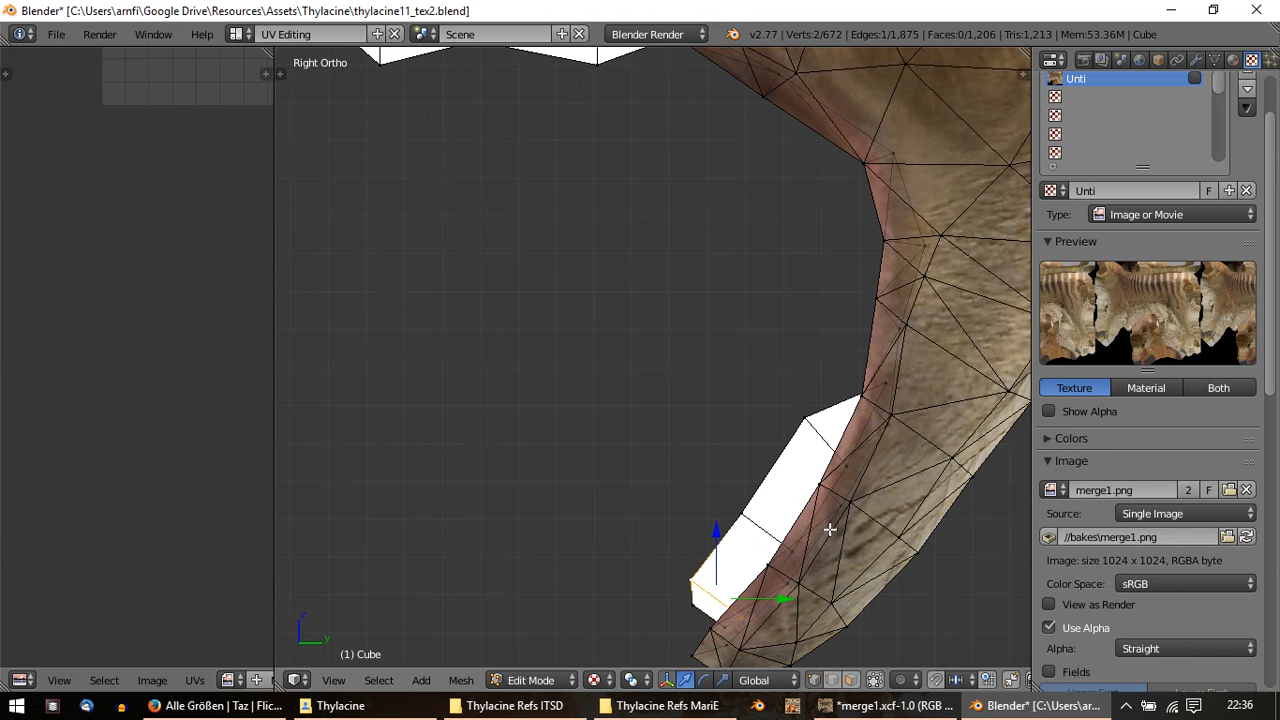 Blender* [C:\Users\arnfi\Google Drive\Resources\Assets\Thylacine\thylacine11_tex2.blend]
File Render Window Help UV Editing Scene Blender Render v2.77 | Verts:2/672 | Edges:1/1,875 | Faces:0/1,206 | Tris:1,213 | Mem:53.36M | Cube
Right Ortho
Unti
Unti F
Type: Image or Movie
Preview
Texture Material Both
Show Alpha
Colors
Image
merge1.png 2 F
Source: Single Image
//bakes\merge1.png
Image: size 1024 x 1024, RGBA byte
Color Space: sRGB
View as Render
Use Alpha
Alpha: Straight
Fields
z
y
(1) Cube
View Select Image UVs View Select Add Mesh Edit Mode Global
Alle Größen | Taz | Flic... Thylacine Thylacine Refs ITSD Thylacine Refs MariE *merge1.xcf-1.0 (RGB ... Blender* [C:\Users\ar... 22:36